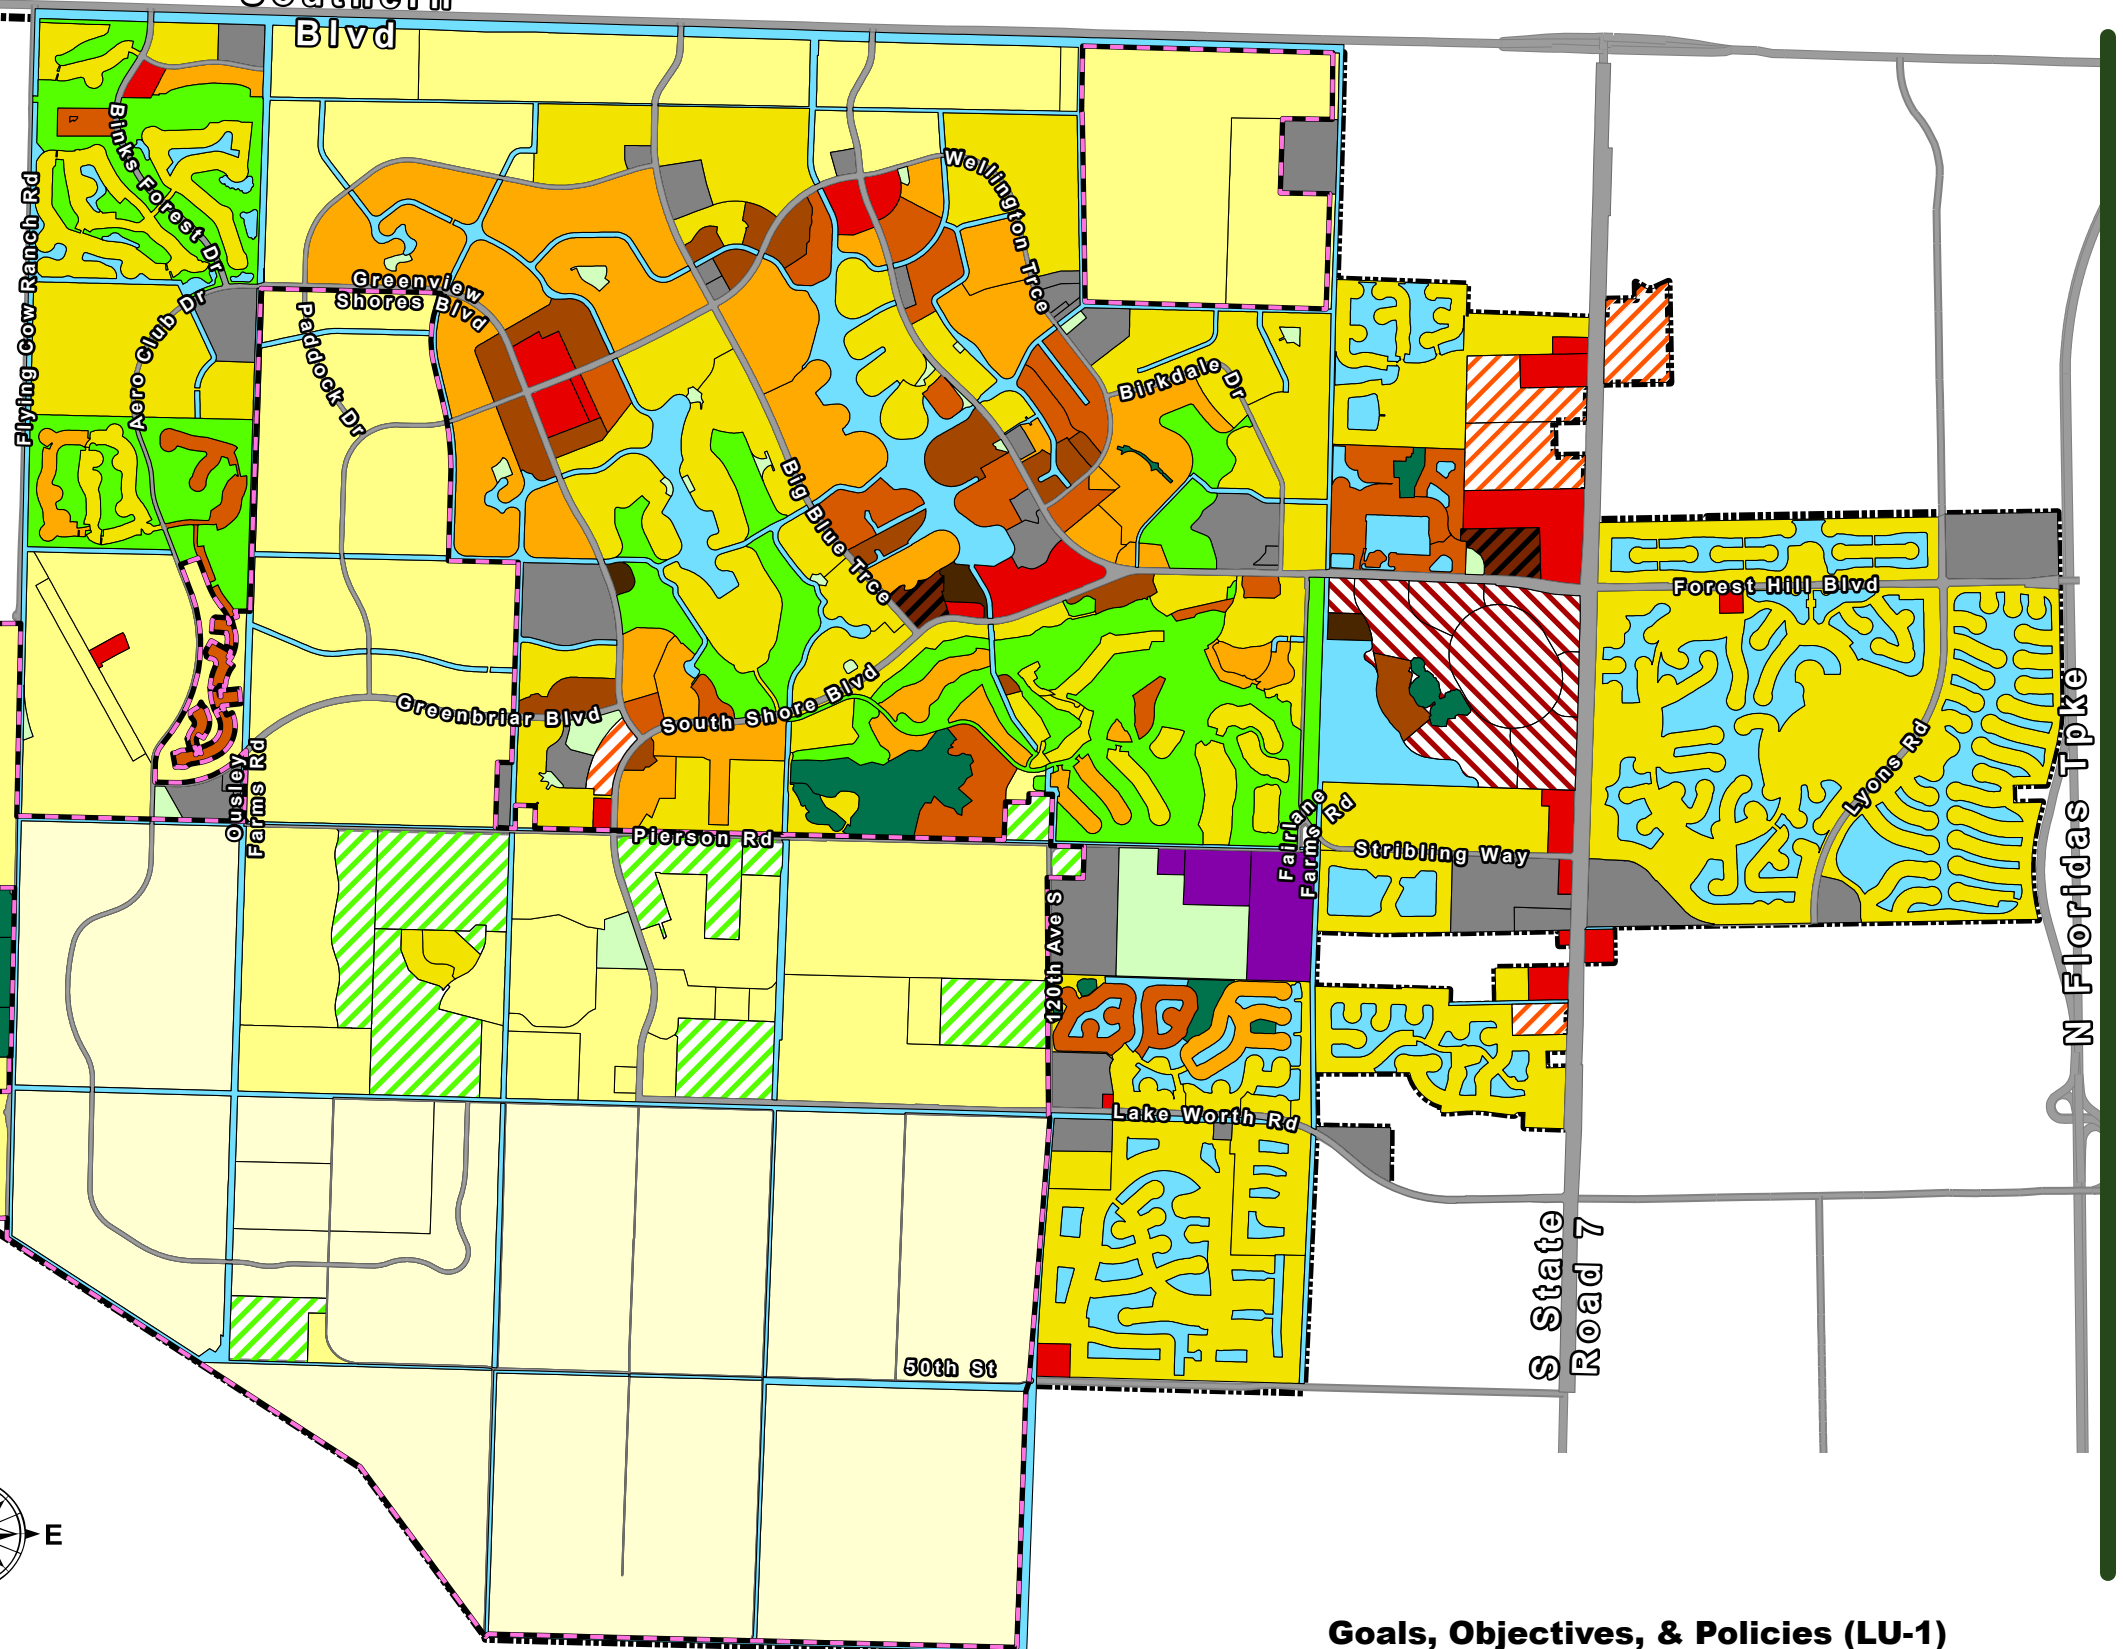 Southern
Blvd
Binks Forest Dr
Flying Cow Ranch Rd
Wellington Trce
Greenview
Shores Blvd
Aero Club Dr
Paddock Dr
Birkdale Dr
Big Blue Trce
Forest Hill Blvd
Greenbriar Blvd
South Shore Blvd
Ousley
Farms Rd
Pierson Rd
Fairlane
Farms Rd
Stribling Way
Lyons Rd
N Floridas Tpke
120th Ave S
Lake Worth Rd
S State
Road 7
50th St
E
Goals, Objectives, & Policies (LU-1)